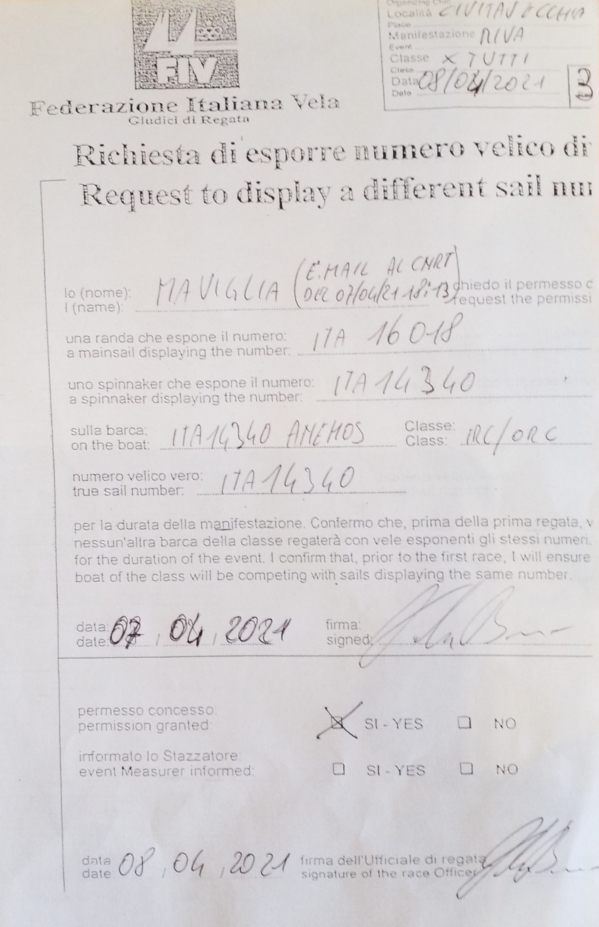 Località CIVITAVECCHIA
Place
Manifestazione RIVA
Event
Classe X TUTTI
Class
Data 08/04/2021
Date
3
FIV
Federazione Italiana Vela
Giudici di Regata
Richiesta di esporre numero velico di
Request to display a different sail nu
(E.MAIL AL CNRT
Io (nome): MAVIGLIA DEL 07/04/21 18:13) chiedo il permesso
I (name): request the permissi
una randa che espone il numero: ITA 16018
a mainsail displaying the number:
uno spinnaker che espone il numero: ITA14340
a spinnaker displaying the number:
sulla barca: ITA14340 ANEMOS Classe: IRC/ORC
on the boat: Class:
numero velico vero: ITA14340
true sail number:
per la durata della manifestazione. Confermo che, prima della prima regata, v
nessun'altra barca della classe regaterà con vele esponenti gli stessi numeri.
for the duration of the event. I confirm that, prior to the first race, I will ensure
boat of the class will be competing with sails displaying the same number.
data: 07, 04, 2021 firma:
date: signed:
permesso concesso:
permission granted: SI - YES NO
informato lo Stazzatore:
event Measurer informed: SI - YES NO
data 08, 04, 2021 firma dell'Ufficiale di regata
date: signature of the race Officer